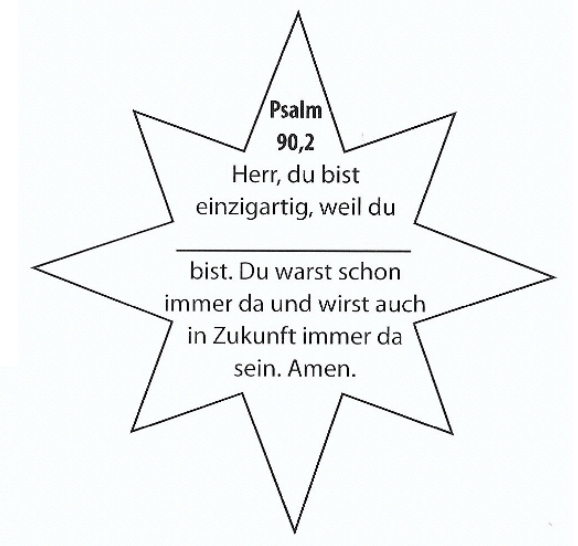 Psalm
90,2
Herr, du bist
einzigartig, weil du
bist. Du warst schon
immer da und wirst auch
in Zukunft immer da
sein. Amen.